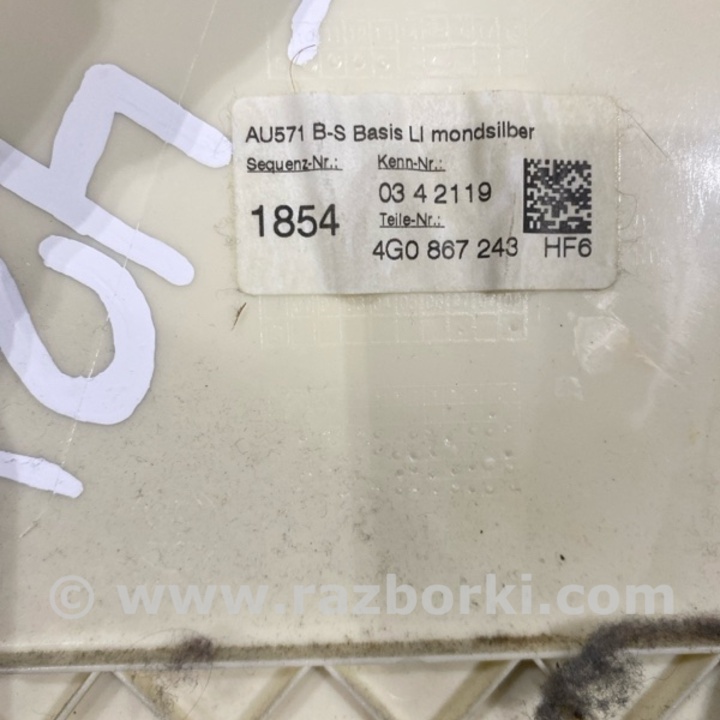 AU571 B-S Basis LI mondsilber
Sequenz-Nr.: Kenn-Nr.:
03 4 2119
1854
Teile-Nr.:
4G0 867 243 HF6
© www.razborki.com